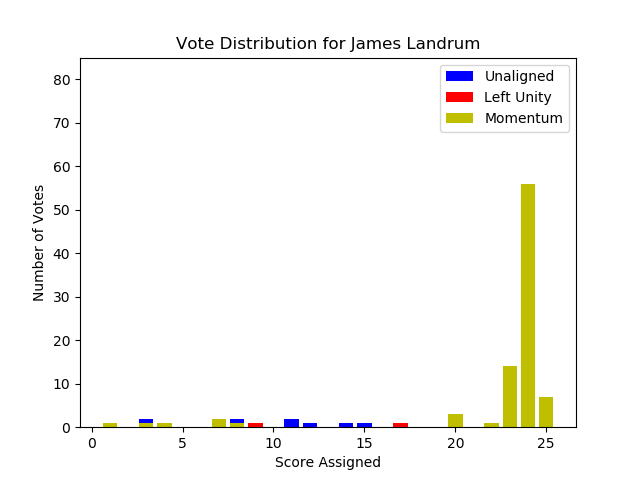 Vote Distribution for James Landrum
Unaligned
Left Unity
Momentum
80
70
60
50
40
30
20
10
0
Number of Votes
0 5 10 15 20 25
Score Assigned